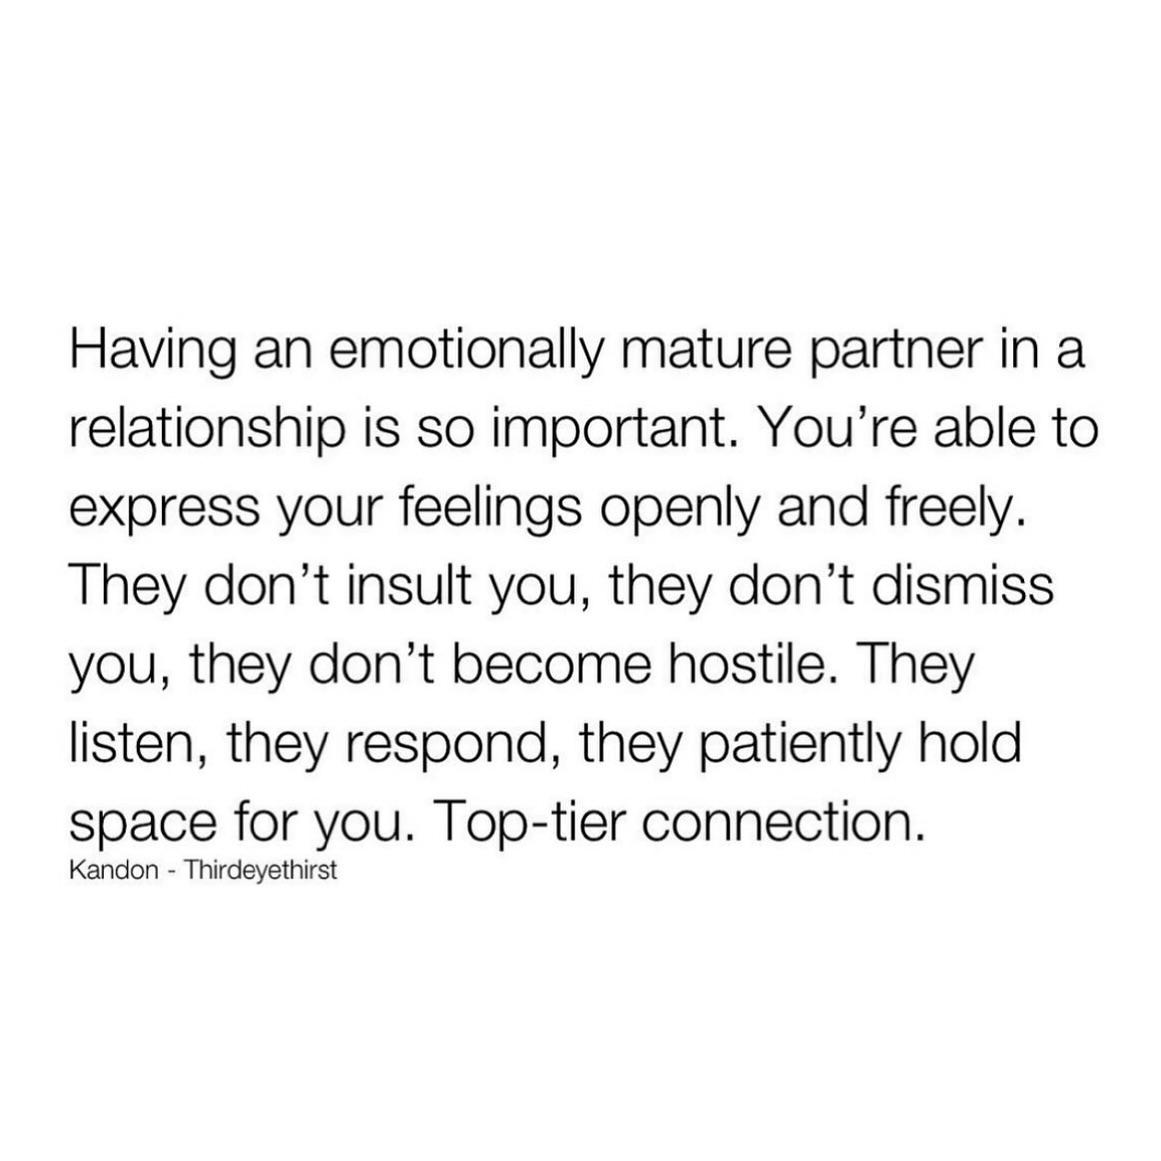 Having an emotionally mature partner in a
relationship is so important. You’re able to
express your feelings openly and freely.
They don’t insult you, they don’t dismiss
you, they don’t become hostile. They
listen, they respond, they patiently hold
space for you. Top-tier connection.
Kandon - Thirdeyethirst